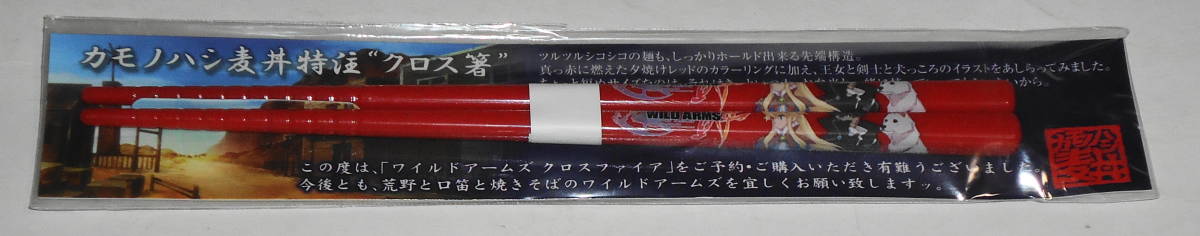 カモノハシ麦丼特注“クロス箸”
ツルツルシコシコの麺も、しっかりホールド出来る先端構造。
真っ赤に燃えた夕焼けレッドのカラーリングに加え、王女と剣士と犬っころのイラストをあしらってみました。
WILD ARMS
この度は、「ワイルドアームズ クロスファイア」をご予約・ご購入いただき有難うございました。
今後とも、荒野と口笛と焼きそばのワイルドアームズを宜しくお願い致しますッ。